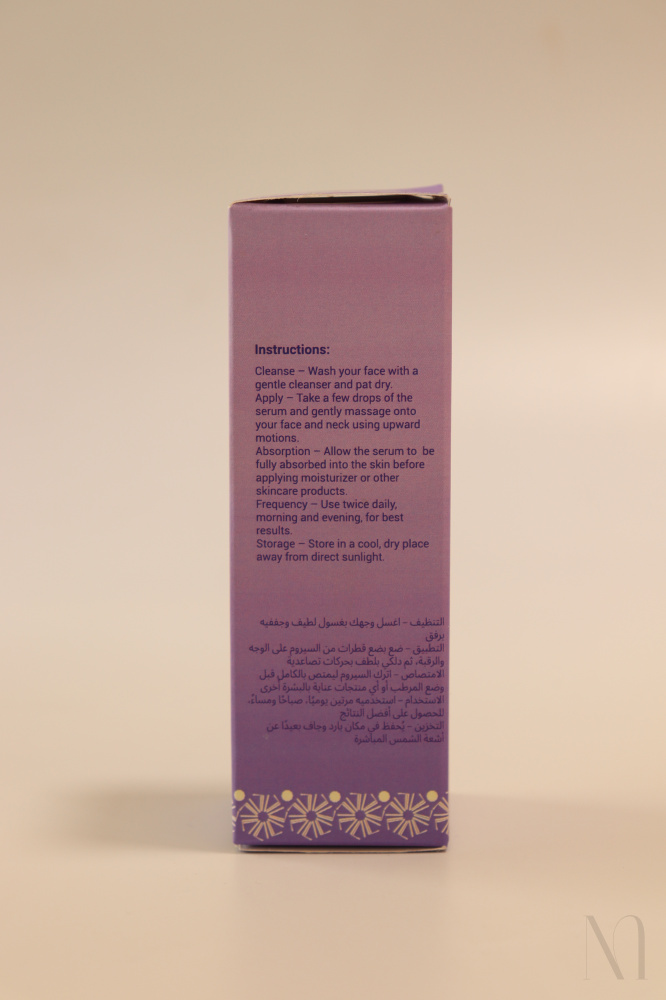 Instructions:
Cleanse – Wash your face with a
gentle cleanser and pat dry.
Apply – Take a few drops of the
serum and gently massage onto
your face and neck using upward
motions.
Absorption – Allow the serum to be
fully absorbed into the skin before
applying moisturizer or other
skincare products.
Frequency – Use twice daily,
morning and evening, for best
results.
Storage – Store in a cool, dry place
away from direct sunlight.
التنظيف – اغسل وجهك بغسول لطيف وجففيه
برفق
التطبيق – ضع بضع قطرات من السيروم على الوجه
والرقبة، ثم دلكي بلطف بحركات تصاعدية
الامتصاص – اترك السيروم ليمتص بالكامل قبل
وضع المرطب أو أي منتجات عناية بالبشرة أخرى
الاستخدام – استخدميه مرتين يوميًا، صباحًا ومساءً،
للحصول على أفضل النتائج
التخزين – يُحفظ في مكان بارد وجاف بعيدًا عن
أشعة الشمس المباشرة